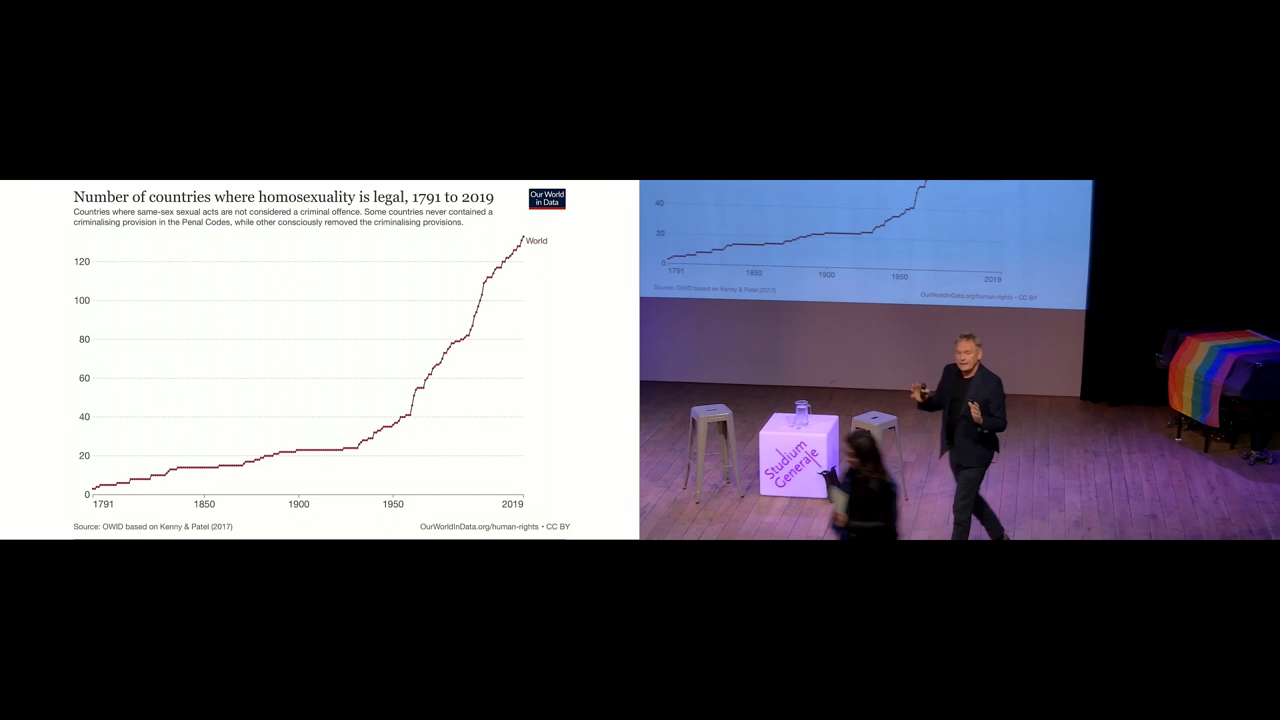 Number of countries where homosexuality is legal, 1791 to 2019
Our World
in Data
Countries where same-sex sexual acts are not considered a criminal offence. Some countries never contained a
criminalising provision in the Penal Codes, while other consciously removed the criminalising provisions.
World
120
100
80
60
40
20
0
1791
1850
1900
1950
2019
Source: OWID based on Kenny & Patel (2017)
OurWorldInData.org/human-rights • CC BY
40
20
0
1791
1850
1900
1950
2019
Source: OWID based on Kenny & Patel (2017)
OurWorldInData.org/human-rights • CC BY
Studium
Generale